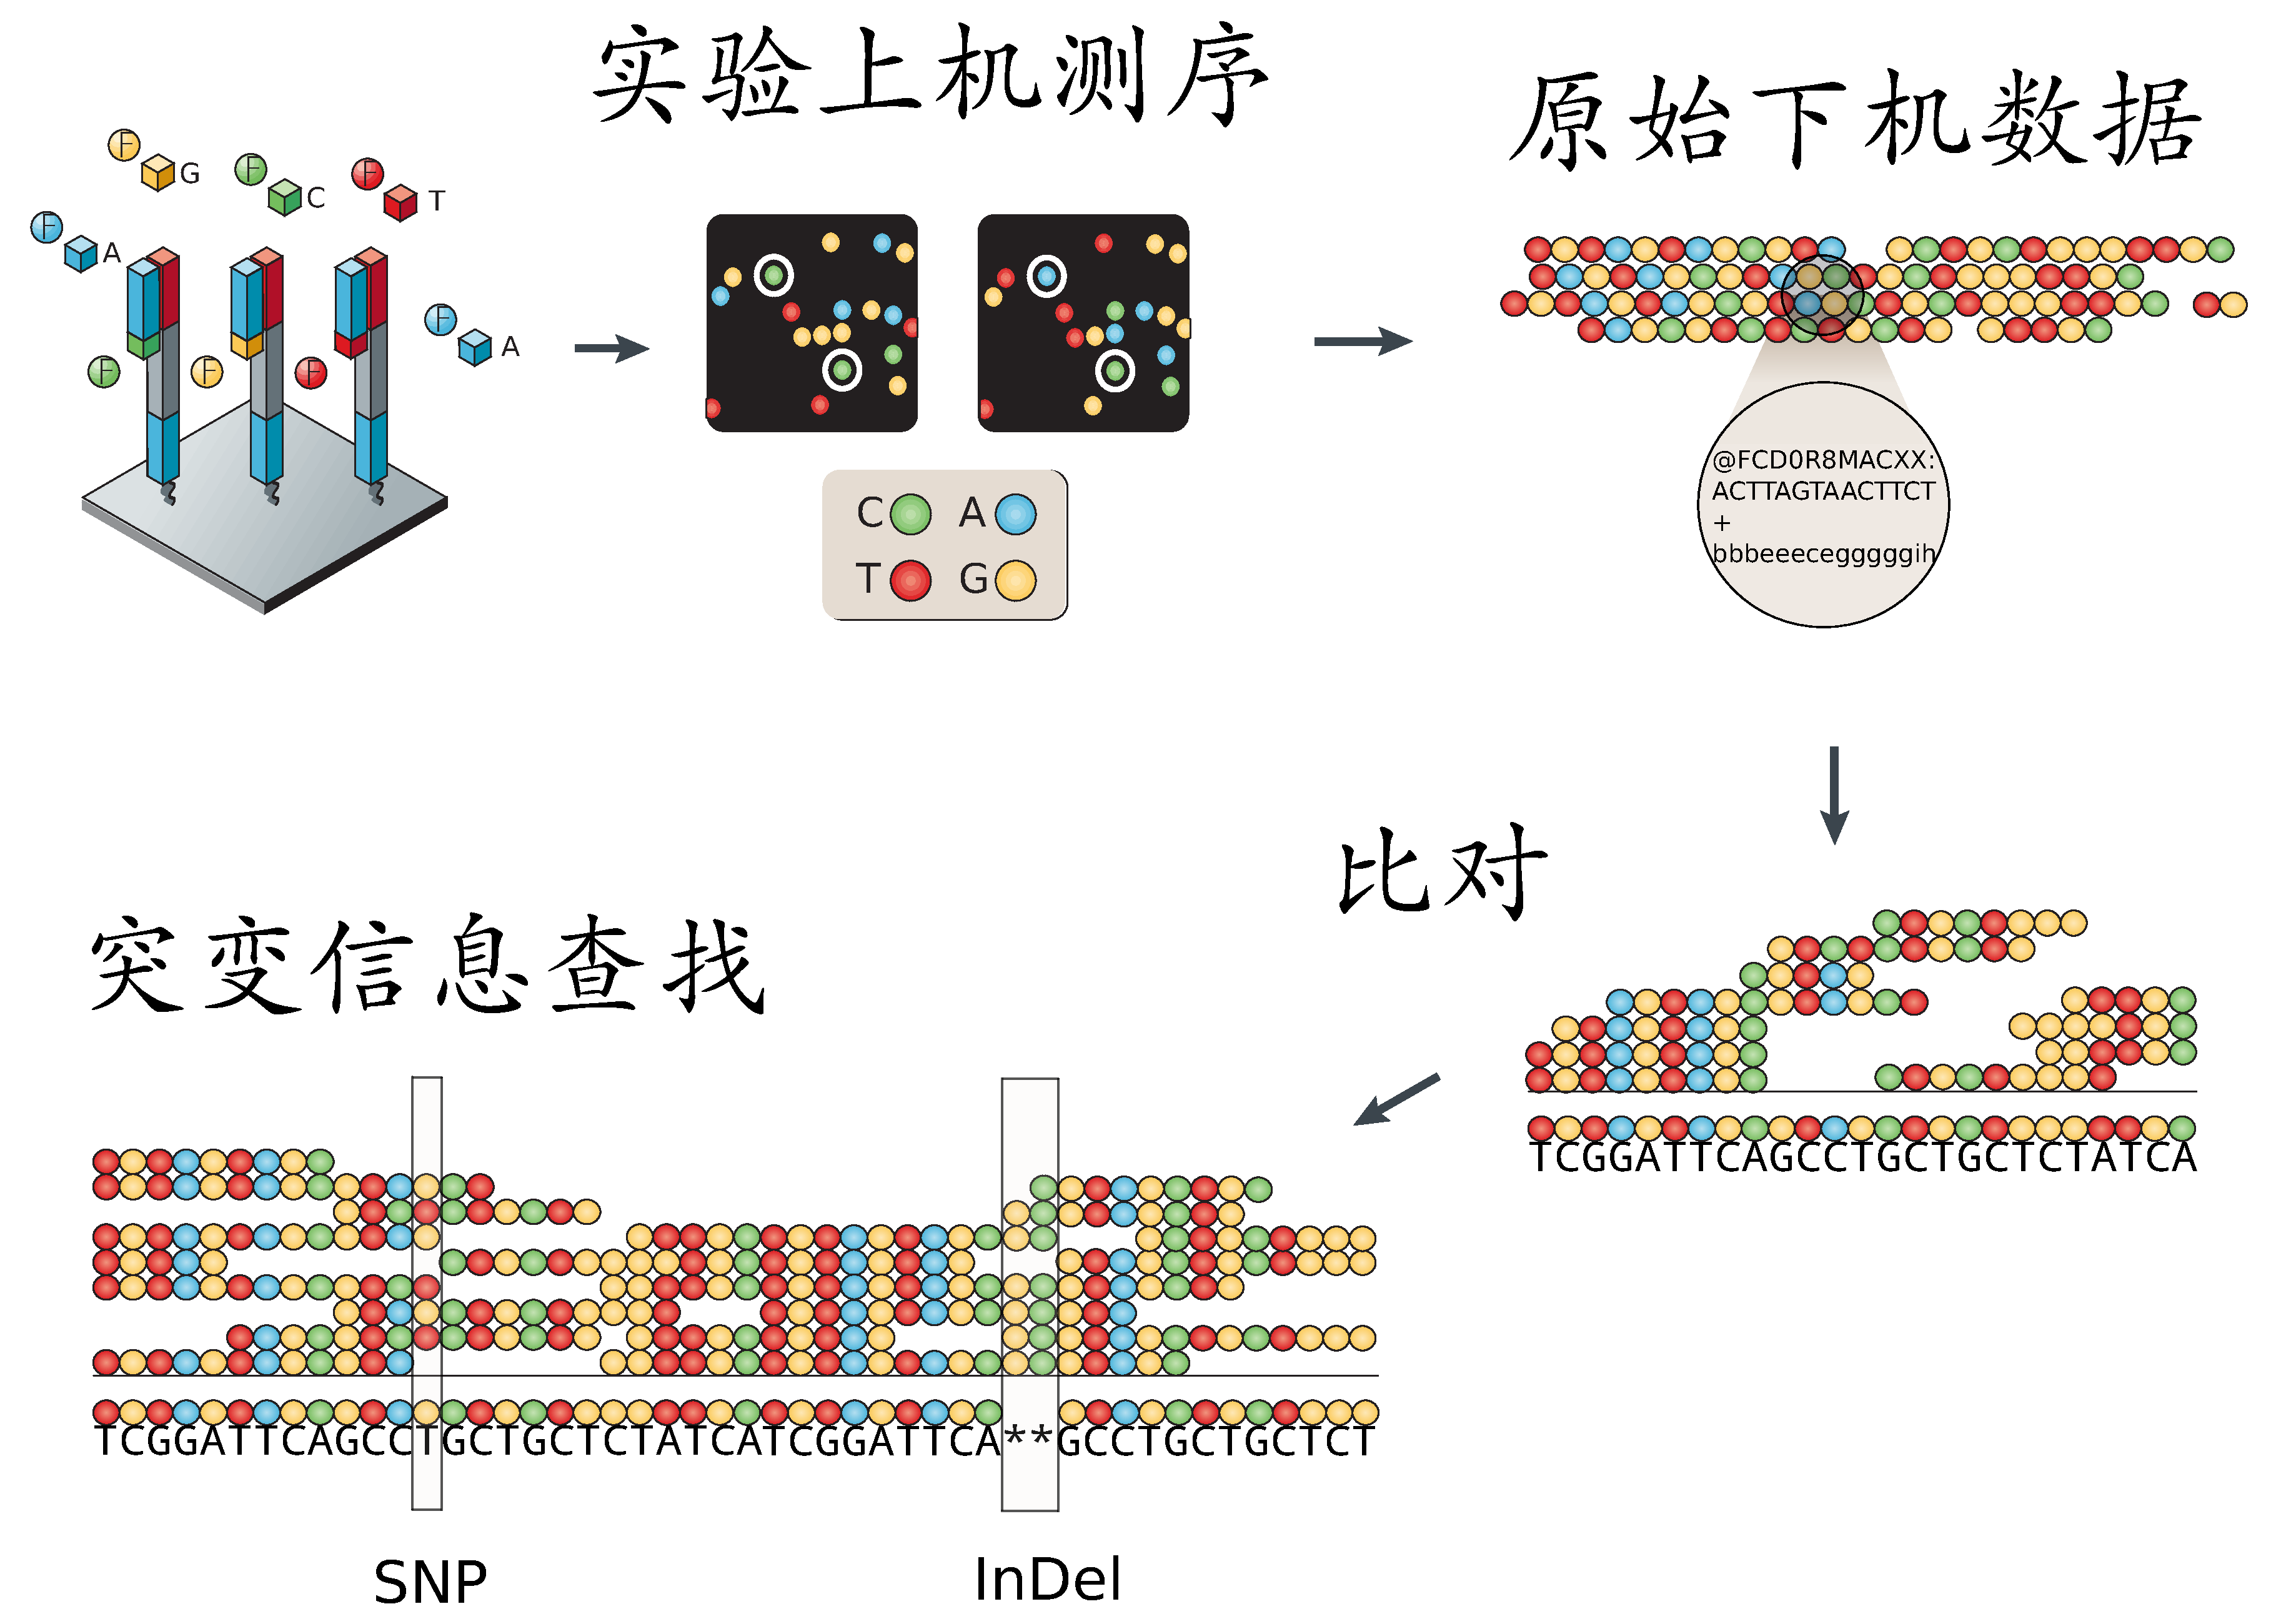 实验上机测序
原始下机数据
F
G
F
C
F
T
F
A
F
A
F
F
F
C
A
T
G
@FCD0R8MACXX:
ACTTAGTAACTTCT
+
bbbeeecegggggih
比对
TCGGATTCAGCCTGCTGCTCTATCA
突变信息查找
TCGGATTCAGCCTGCTGCTCTATCATCGGATTCA**GCCTGCTGCTCT
SNP
InDel